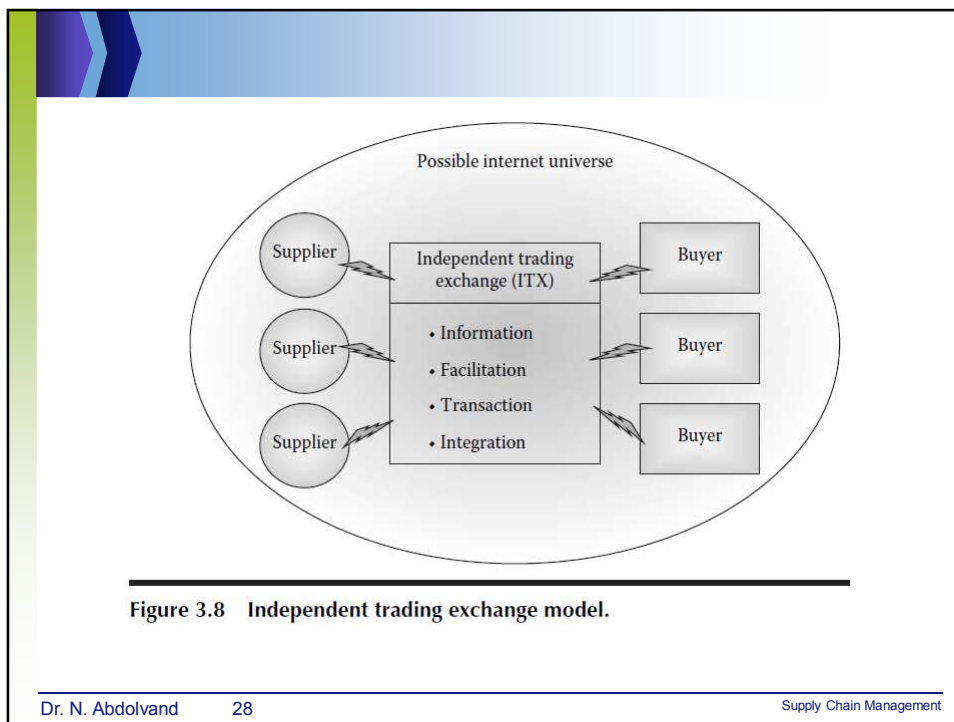 Possible internet universe
Supplier
Supplier
Supplier
Independent trading
exchange (ITX)
• Information
• Facilitation
• Transaction
• Integration
Buyer
Buyer
Buyer
Figure 3.8 Independent trading exchange model.
Dr. N. Abdolvand 28 Supply Chain Management